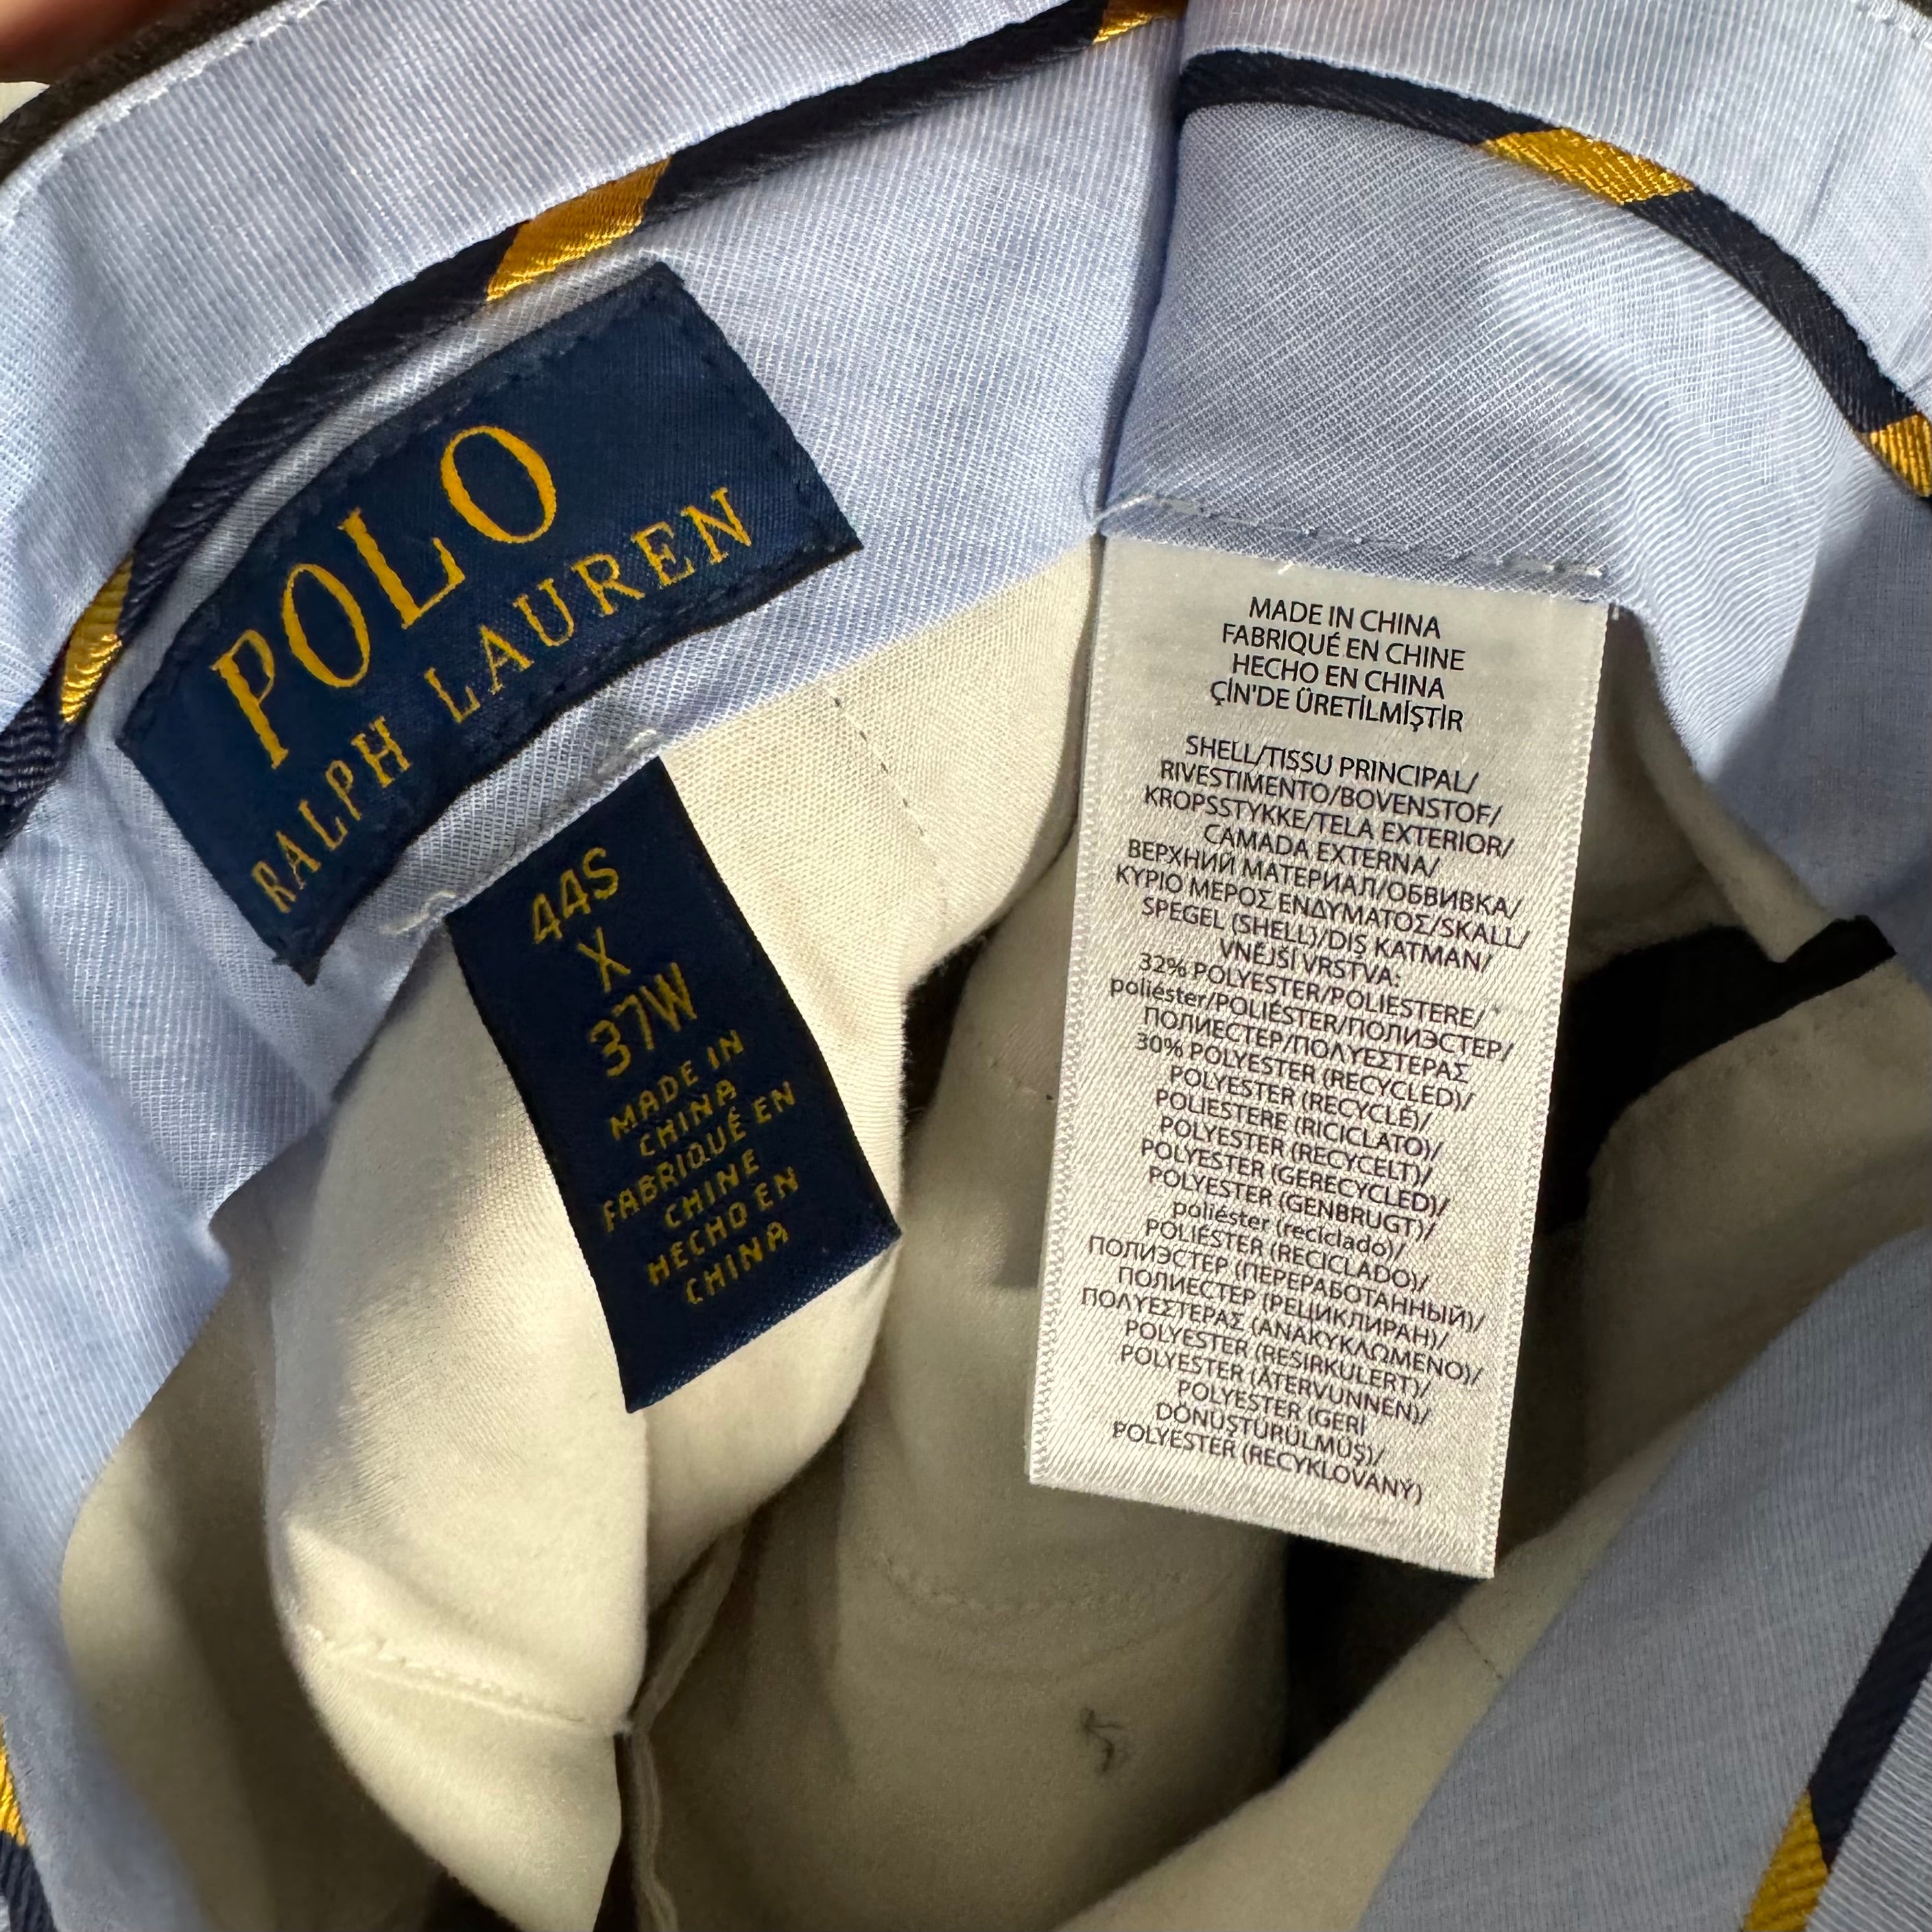 POLO
RALPH LAUREN
44S
X
37W
MADE IN
CHINA
FABRIQUÉ EN
CHINE
HECHO EN
CHINA
MADE IN CHINA
FABRIQUÉ EN CHINE
HECHO EN CHINA
ÇİN'DE ÜRETİLMİŞTİR
SHELL/TISSU PRINCIPAL/
RIVESTIMENTO/BOVENSTOF/
KROPSSTYKKE/TELA EXTERIOR/
CAMADA EXTERNA/
ВЕРХНИЙ МАТЕРИАЛ/ОБВИВКА/
ΚΥΡΙΟ ΜΕΡΟΣ ΕΝΔΥΜΑΤΟΣ/SKALL/
SPEGEL (SHELL)/DIŞ KATMAN/
VNĚJŠÍ VRSTVA:
32% POLYESTER/POLIESTERE/
poliéster/POLIÉSTER/ПОЛИЭСТЕР/
ПОЛИЕСТЕР/ΠΟΛΥΕΣΤΕΡΑΣ
30% POLYESTER (RECYCLED)/
POLYESTER (RECYCLÉ)/
POLIESTERE (RICICLATO)/
POLYESTER (RECYCELT)/
POLYESTER (GERECYCLED)/
POLYESTER (GENBRUGT)/
poliéster (reciclado)/
POLIÉSTER (RECICLADO)/
ПОЛИЭСТЕР (ПЕРЕРАБОТАННЫЙ)/
ПОЛИЕСТЕР (РЕЦИКЛИРАН)/
ΠΟΛΥΕΣΤΕΡΑΣ (ΑΝΑΚΥΚΛΩΜΕΝΟ)/
POLYESTER (RESIRKULERT)/
POLYESTER (ÅTERVUNNEN)/
POLYESTER (GERİ
DÖNÜŞTÜRÜLMÜŞ)/
POLYESTER (RECYKLOVANÝ)